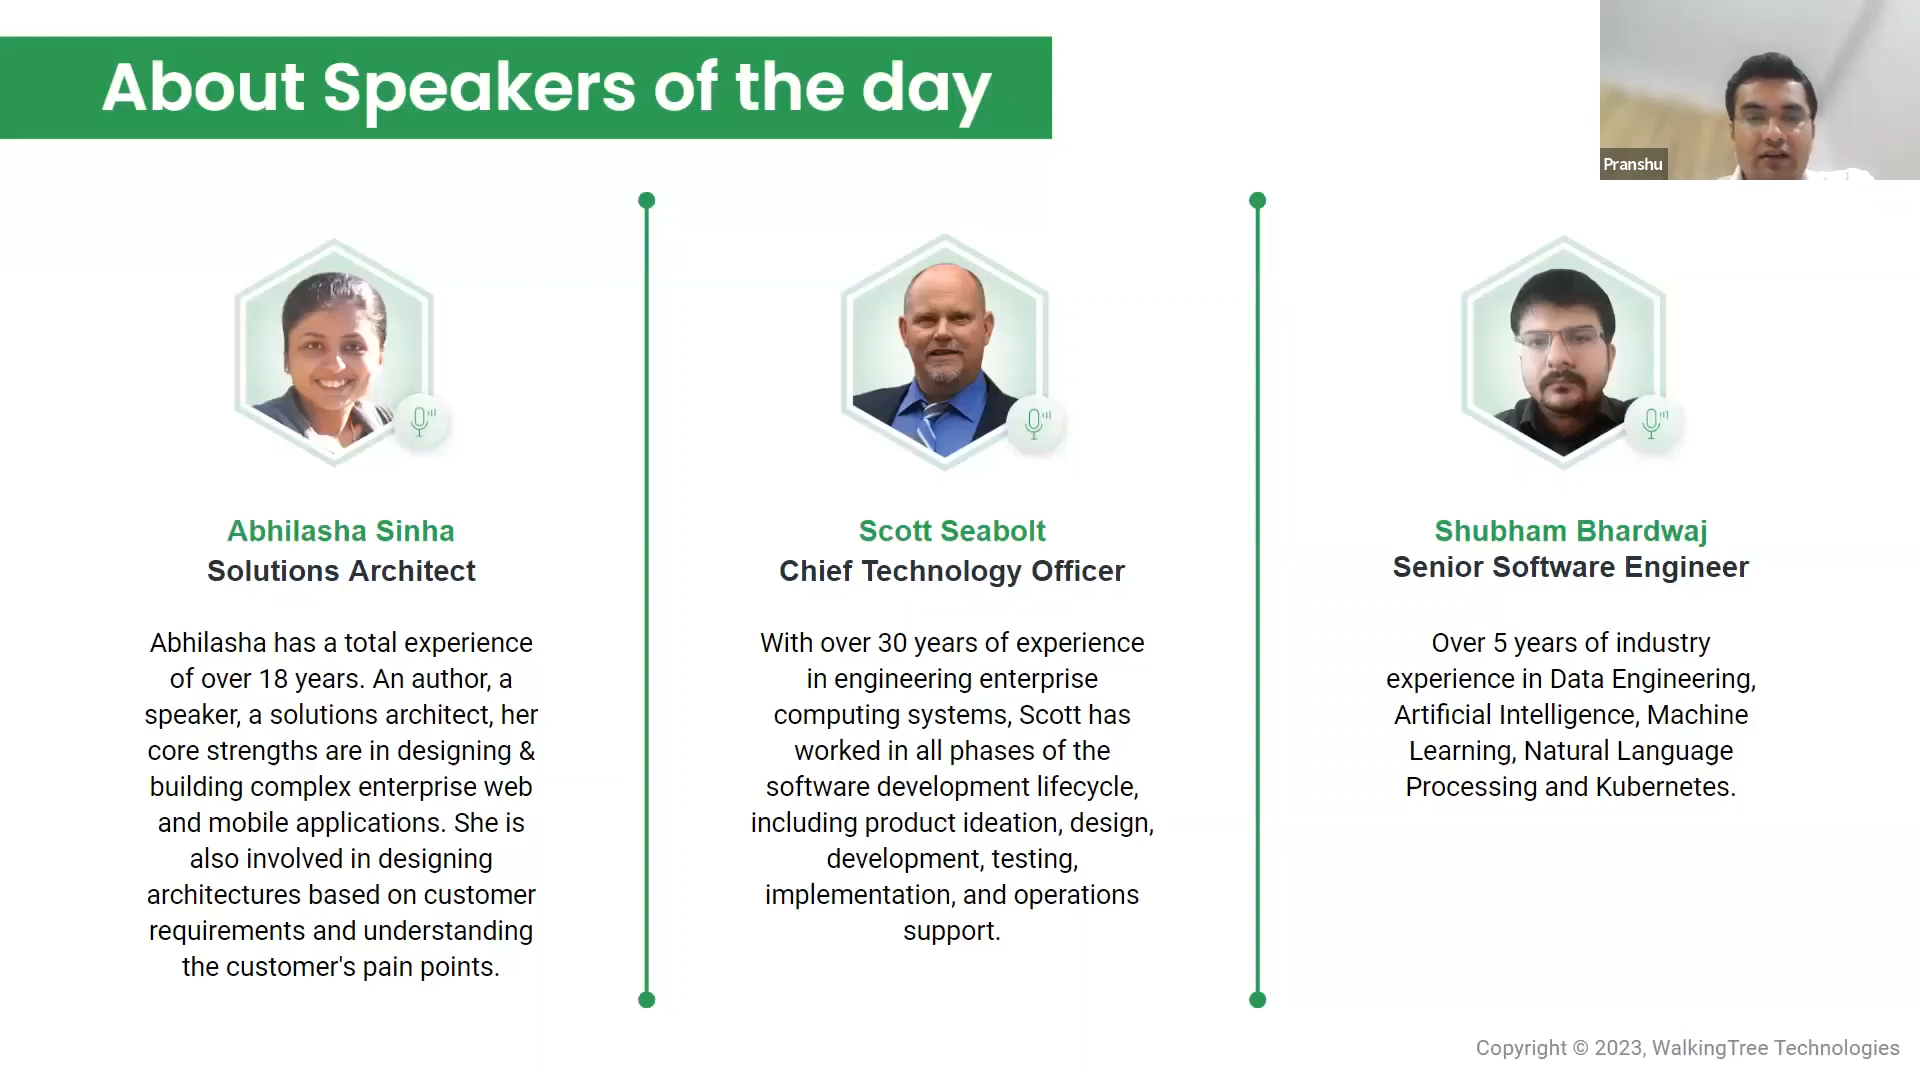 About Speakers of the day
Pranshu
Abhilasha Sinha
Solutions Architect
Abhilasha has a total experience
of over 18 years. An author, a
speaker, a solutions architect, her
core strengths are in designing &
building complex enterprise web
and mobile applications. She is
also involved in designing
architectures based on customer
requirements and understanding
the customer's pain points.
Scott Seabolt
Chief Technology Officer
With over 30 years of experience
in engineering enterprise
computing systems, Scott has
worked in all phases of the
software development lifecycle,
including product ideation, design,
development, testing,
implementation, and operations
support.
Shubham Bhardwaj
Senior Software Engineer
Over 5 years of industry
experience in Data Engineering,
Artificial Intelligence, Machine
Learning, Natural Language
Processing and Kubernetes.
Copyright © 2023, WalkingTree Technologies